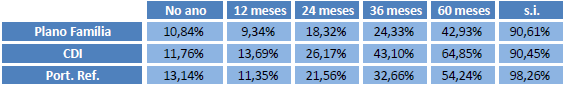 No ano 12 meses 24 meses 36 meses 60 meses s.i.
Plano Família 10,84% 9,34% 18,32% 24,33% 42,93% 90,61%
CDI 11,76% 13,69% 26,17% 43,10% 64,85% 90,45%
Port. Ref. 13,14% 11,35% 21,56% 32,66% 54,24% 98,26%